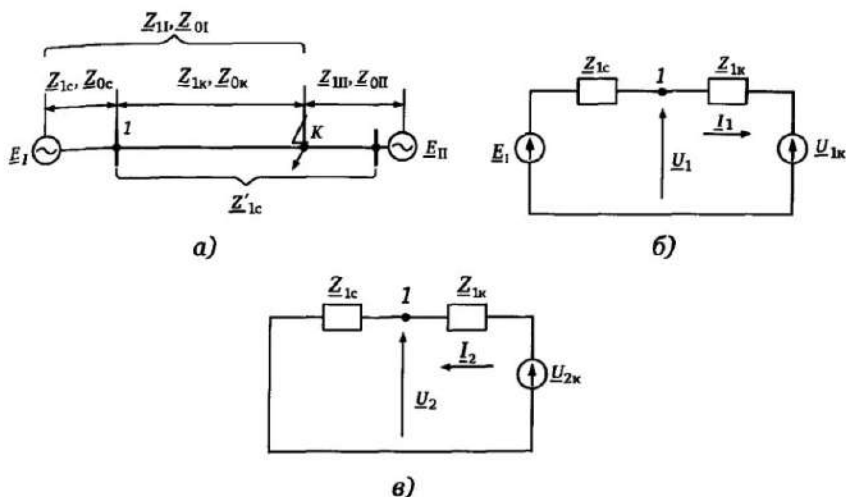 Z1I, Z0I
Z1c, Z0c
Z1к, Z0к
Z1II, Z0II
1
K
EI
EII
Z'1c
а)
Z1c
1
Z1к
I1
EI
U1
U1к
б)
Z1c
1
Z1к
I2
U2
U2к
в)